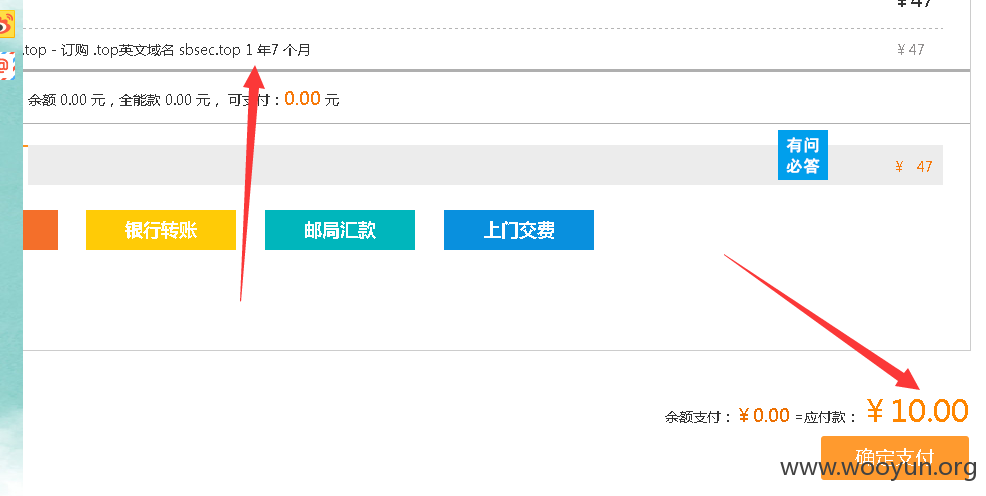 ¥ 47
.top - 订购 .top英文域名 sbsec.top 1 年7 个月 ¥ 47
余额 0.00 元，全能款 0.00 元， 可支付：0.00 元
有问
必答
¥ 47
银行转账 邮局汇款 上门交费
余额支付： ¥ 0.00 =应付款： ¥ 10.00
确定支付
www.wooyun.org